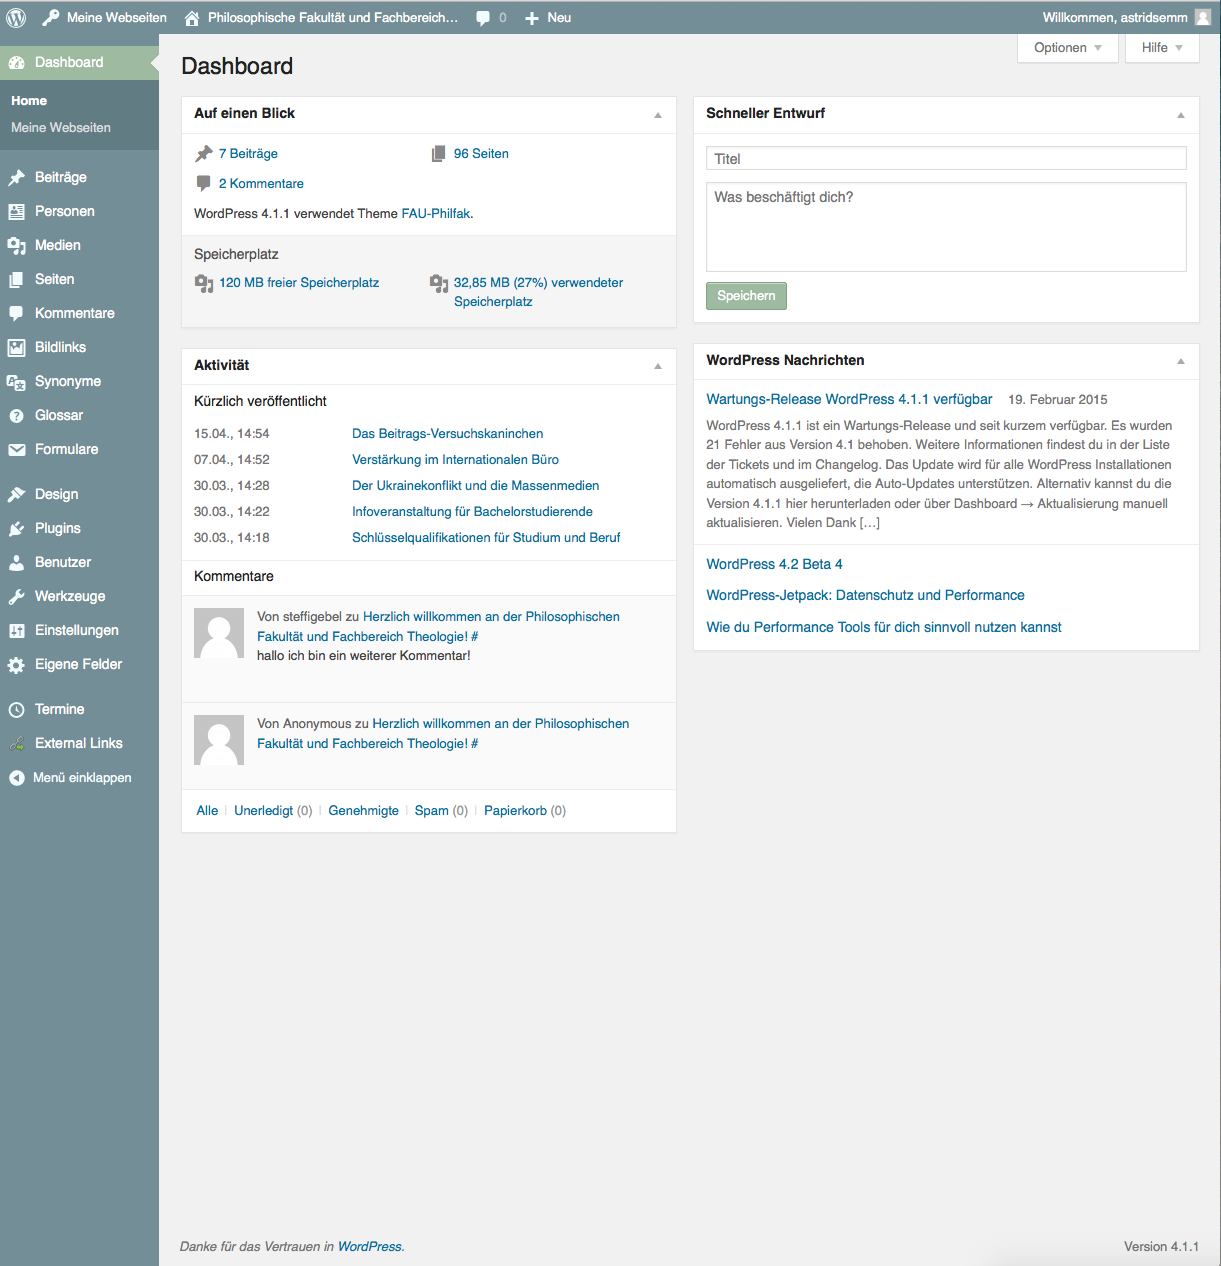 Meine Webseiten
Philosophische Fakultät und Fachbereich…
0
Neu
Willkommen, astridsemm
Dashboard
Home
Meine Webseiten
Beiträge
Personen
Medien
Seiten
Kommentare
Bildlinks
Synonyme
Glossar
Formulare
Design
Plugins
Benutzer
Werkzeuge
Einstellungen
Eigene Felder
Termine
External Links
Menü einklappen
Optionen
Hilfe
Dashboard
Auf einen Blick
7 Beiträge
96 Seiten
2 Kommentare
WordPress 4.1.1 verwendet Theme FAU-Philfak.
Speicherplatz
120 MB freier Speicherplatz
32,85 MB (27%) verwendeter
Speicherplatz
Aktivität
Kürzlich veröffentlicht
15.04., 14:54 Das Beitrags-Versuchskaninchen
07.04., 14:52 Verstärkung im Internationalen Büro
30.03., 14:28 Der Ukrainekonflikt und die Massenmedien
30.03., 14:22 Infoveranstaltung für Bachelorstudierende
30.03., 14:18 Schlüsselqualifikationen für Studium und Beruf
Kommentare
Von steffigebel zu Herzlich willkommen an der Philosophischen
Fakultät und Fachbereich Theologie! #
hallo ich bin ein weiterer Kommentar!
Von Anonymous zu Herzlich willkommen an der Philosophischen
Fakultät und Fachbereich Theologie! #
Alle | Unerledigt (0) | Genehmigte | Spam (0) | Papierkorb (0)
Schneller Entwurf
Titel
Was beschäftigt dich?
Speichern
WordPress Nachrichten
Wartungs-Release WordPress 4.1.1 verfügbar 19. Februar 2015
WordPress 4.1.1 ist ein Wartungs-Release und seit kurzem verfügbar. Es wurden
21 Fehler aus Version 4.1 behoben. Weitere Informationen findest du in der Liste
der Tickets und im Changelog. Das Update wird für alle WordPress Installationen
automatisch ausgeliefert, die Auto-Updates unterstützen. Alternativ kannst du die
Version 4.1.1 hier herunterladen oder über Dashboard → Aktualisierung manuell
aktualisieren. Vielen Dank […]
WordPress 4.2 Beta 4
WordPress-Jetpack: Datenschutz und Performance
Wie du Performance Tools für dich sinnvoll nutzen kannst
Danke für das Vertrauen in WordPress.
Version 4.1.1